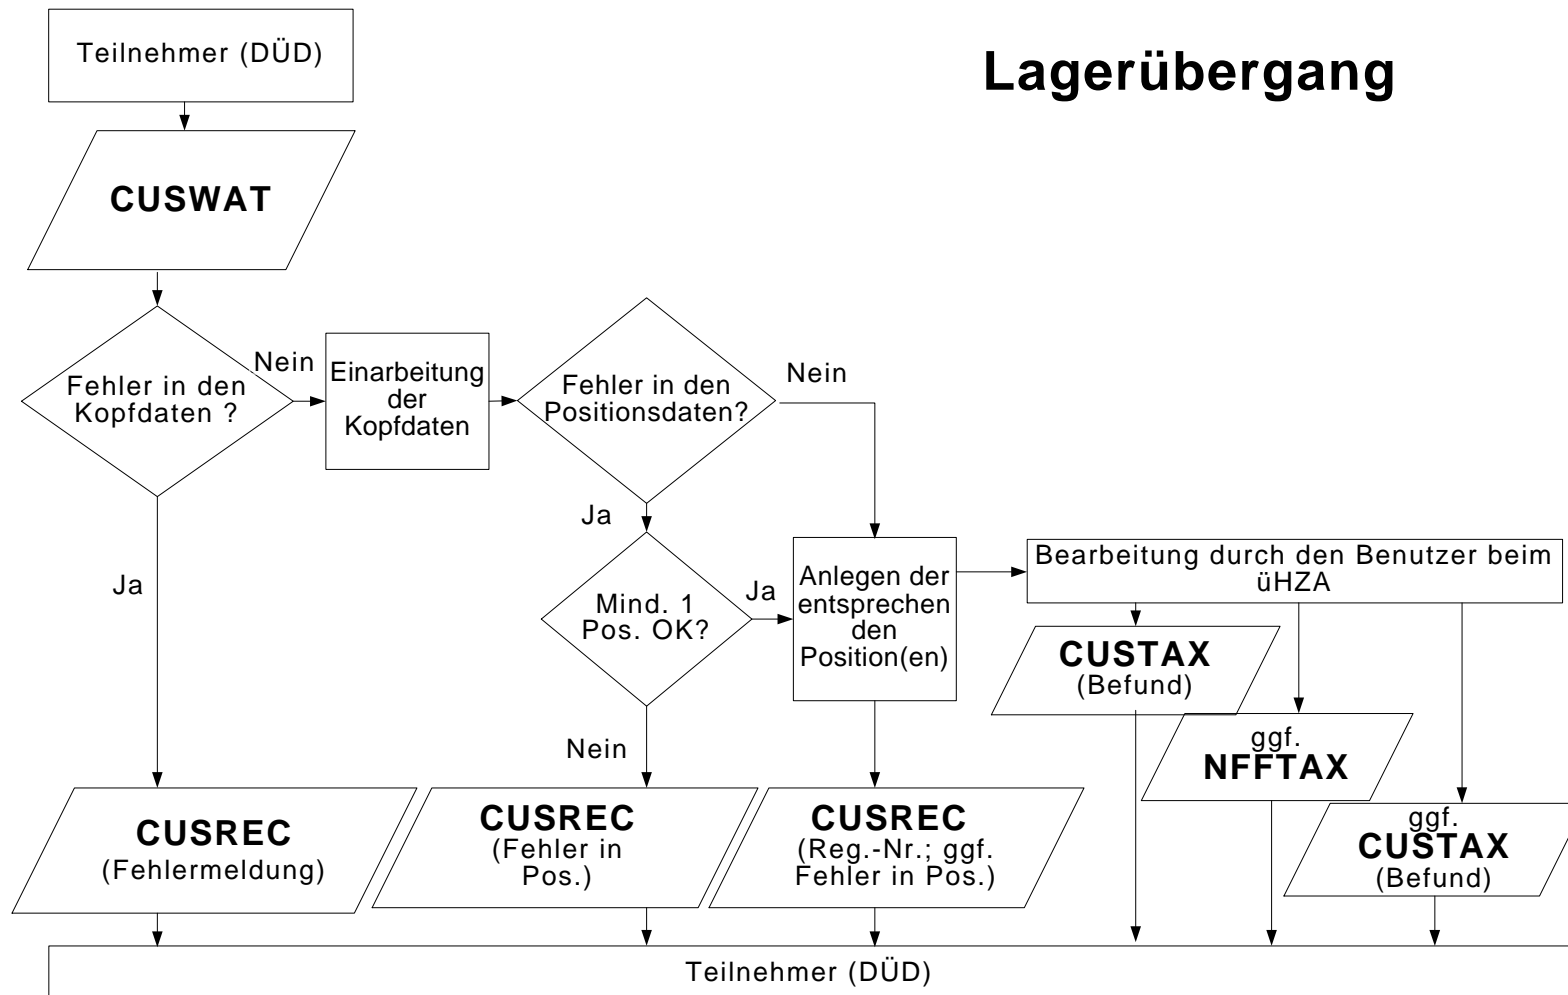 Teilnehmer (DÜD)
Lagerübergang
CUSWAT
Nein
Fehler in den
Kopfdaten ?
Einarbeitung
der
Kopfdaten
Fehler in den
Positionsdaten?
Nein
Ja
Ja
Mind. 1
Pos. OK?
Ja
Anlegen der
entsprechen
den
Position(en)
Bearbeitung durch den Benutzer beim
üHZA
CUSTAX
(Befund)
Nein
ggf.
NFFTAX
CUSREC
(Fehlermeldung)
CUSREC
(Fehler in
Pos.)
CUSREC
(Reg.-Nr.; ggf.
Fehler in Pos.)
ggf.
CUSTAX
(Befund)
Teilnehmer (DÜD)